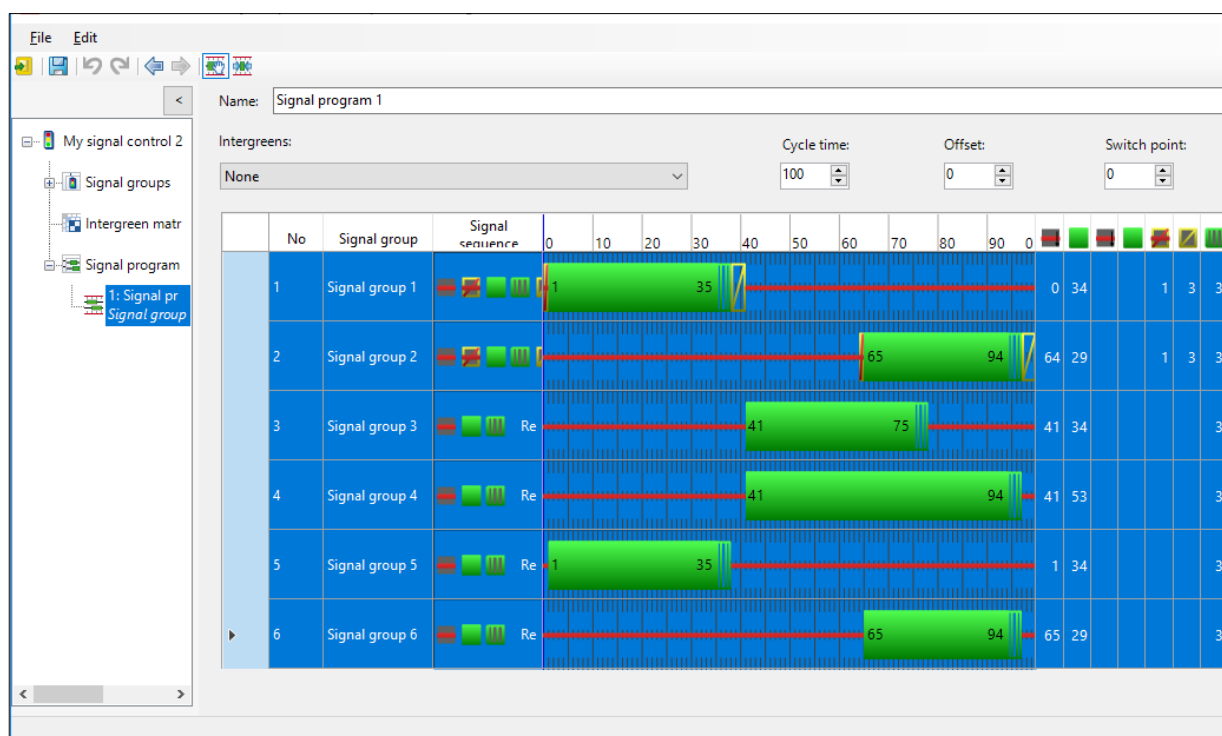 File Edit
<
Name: Signal program 1
My signal control 2
Intergreens: Cycle time: Offset: Switch point:
None 100 0 0
Signal groups
Intergreen matr
Signal program
1: Signal pr
Signal group
No Signal group Signal sequence 0 10 20 30 40 50 60 70 80 90 0
1 Signal group 1 1 35 0 34 1 3 3
2 Signal group 2 65 94 64 29 1 3 3
3 Signal group 3 Re 41 75 41 34 3
4 Signal group 4 Re 41 94 41 53 3
5 Signal group 5 Re 1 35 1 34 3
6 Signal group 6 Re 65 94 65 29 3
< >